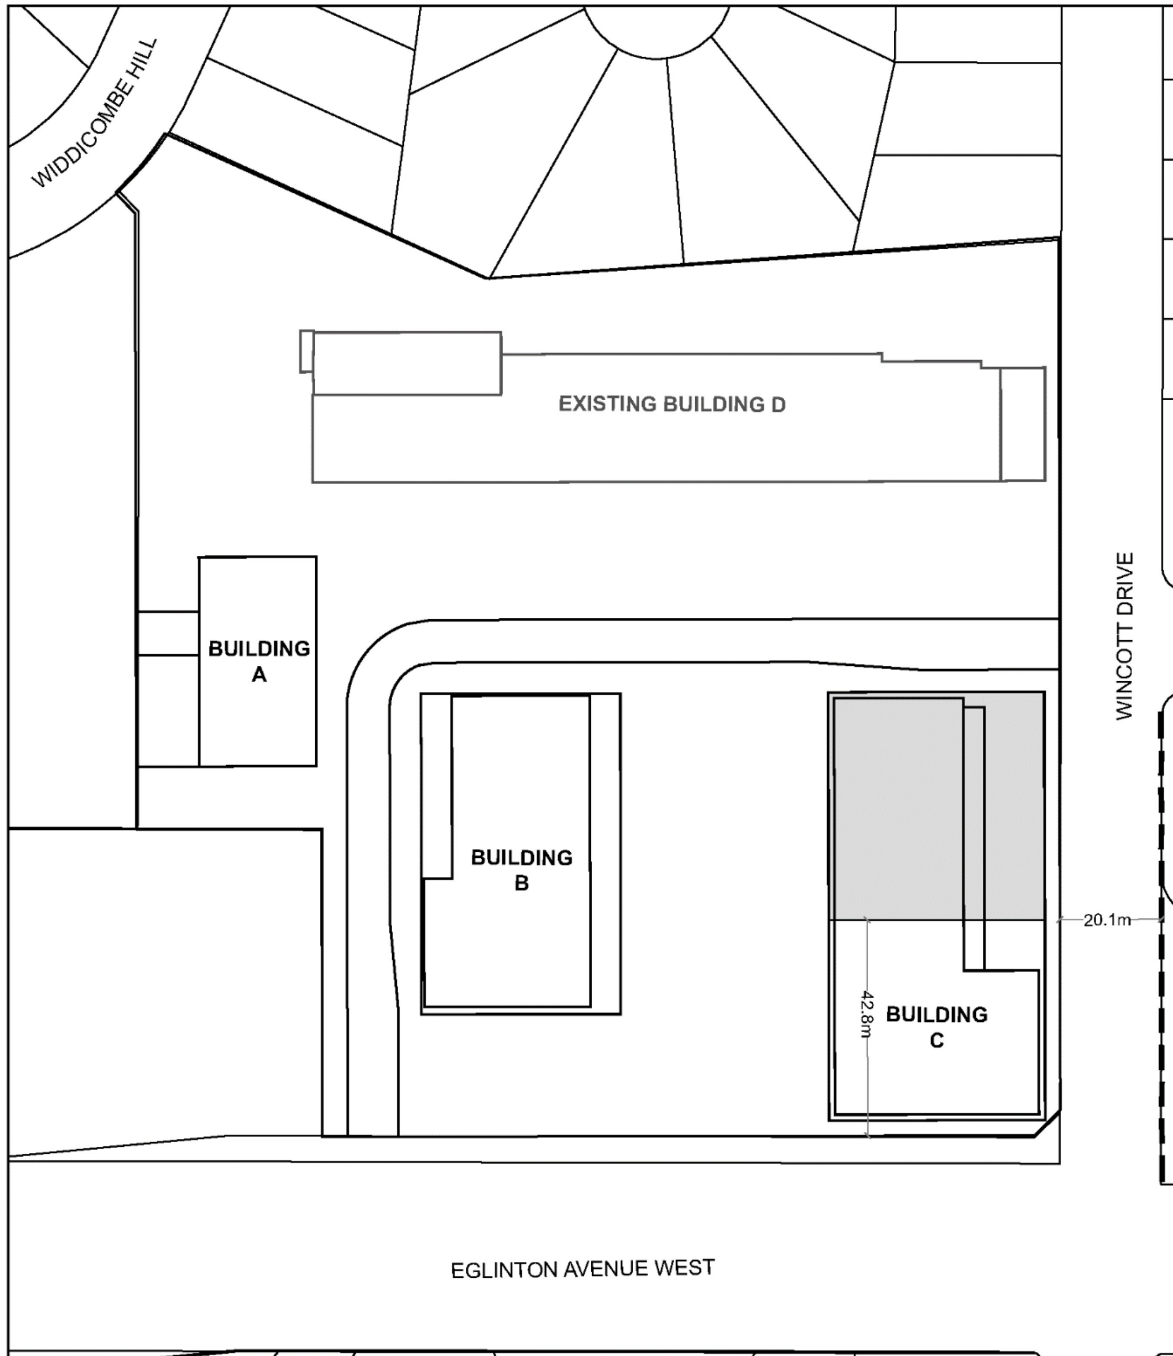 WIDDICOMBE HILL
EXISTING BUILDING D
WINCOTT DRIVE
BUILDING
A
BUILDING
B
20.1m
42.8m
BUILDING
C
EGLINTON AVENUE WEST